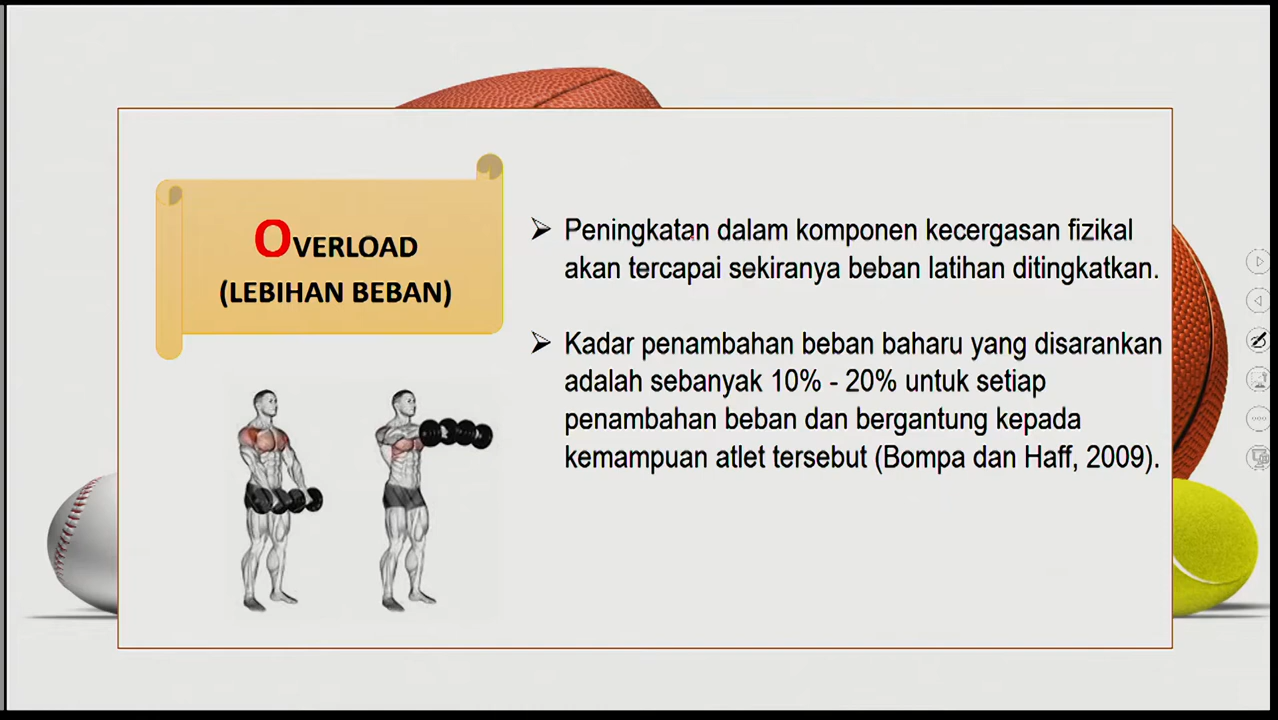 OVERLOAD
(LEBIHAN BEBAN)
➢ Peningkatan dalam komponen kecergasan fizikal
akan tercapai sekiranya beban latihan ditingkatkan.
➢ Kadar penambahan beban baharu yang disarankan
adalah sebanyak 10% - 20% untuk setiap
penambahan beban dan bergantung kepada
kemampuan atlet tersebut (Bompa dan Haff, 2009).